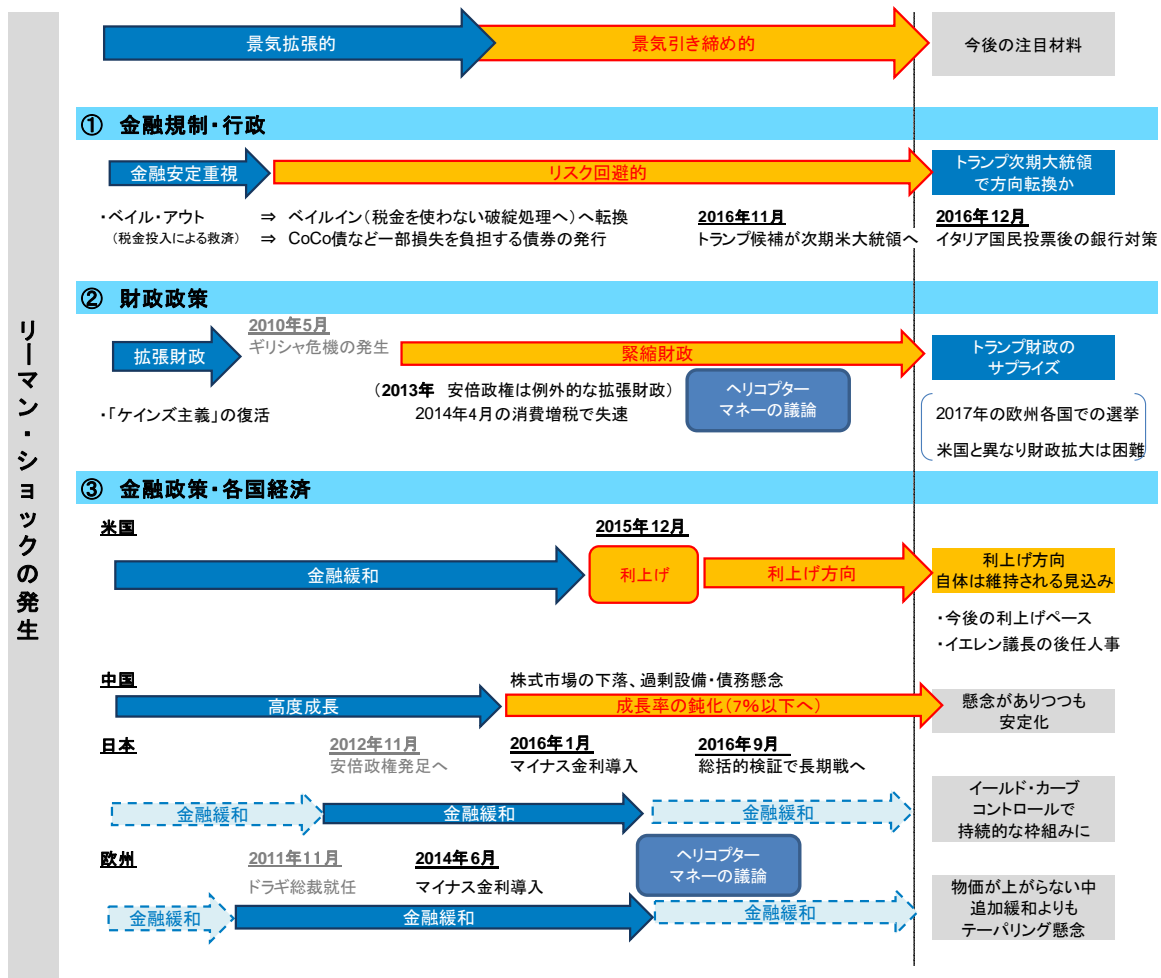 リーマン・ショックの発生
景気拡張的
景気引き締め的
今後の注目材料
① 金融規制・行政
金融安定重視
リスク回避的
トランプ次期大統領
で方向転換か
・ベイル・アウト ⇒ ベイルイン(税金を使わない破綻処理へ)へ転換
(税金投入による救済) ⇒ CoCo債など一部損失を負担する債券の発行
2016年11月
トランプ候補が次期米大統領へ
2016年12月
イタリア国民投票後の銀行対策
② 財政政策
拡張財政
2010年5月
ギリシャ危機の発生
緊縮財政
トランプ財政の
サプライズ
・「ケインズ主義」の復活
(2013年 安倍政権は例外的な拡張財政)
2014年4月の消費増税で失速
ヘリコプター
マネーの議論
2017年の欧州各国での選挙
米国と異なり財政拡大は困難
③ 金融政策・各国経済
米国
2015年12月
金融緩和
利上げ
利上げ方向
利上げ方向
自体は維持される見込み
・今後の利上げペース
・イエレン議長の後任人事
中国
株式市場の下落、過剰設備・債務懸念
高度成長
成長率の鈍化(7%以下へ)
懸念がありつつも
安定化
日本
2012年11月
安倍政権発足へ
2016年1月
マイナス金利導入
2016年9月
総括的検証で長期戦へ
金融緩和
金融緩和
金融緩和
イールド・カーブ
コントロールで
持続的な枠組みに
欧州
2011年11月
ドラギ総裁就任
2014年6月
マイナス金利導入
ヘリコプター
マネーの議論
金融緩和
金融緩和
金融緩和
物価が上がらない中
追加緩和よりも
テーパリング懸念